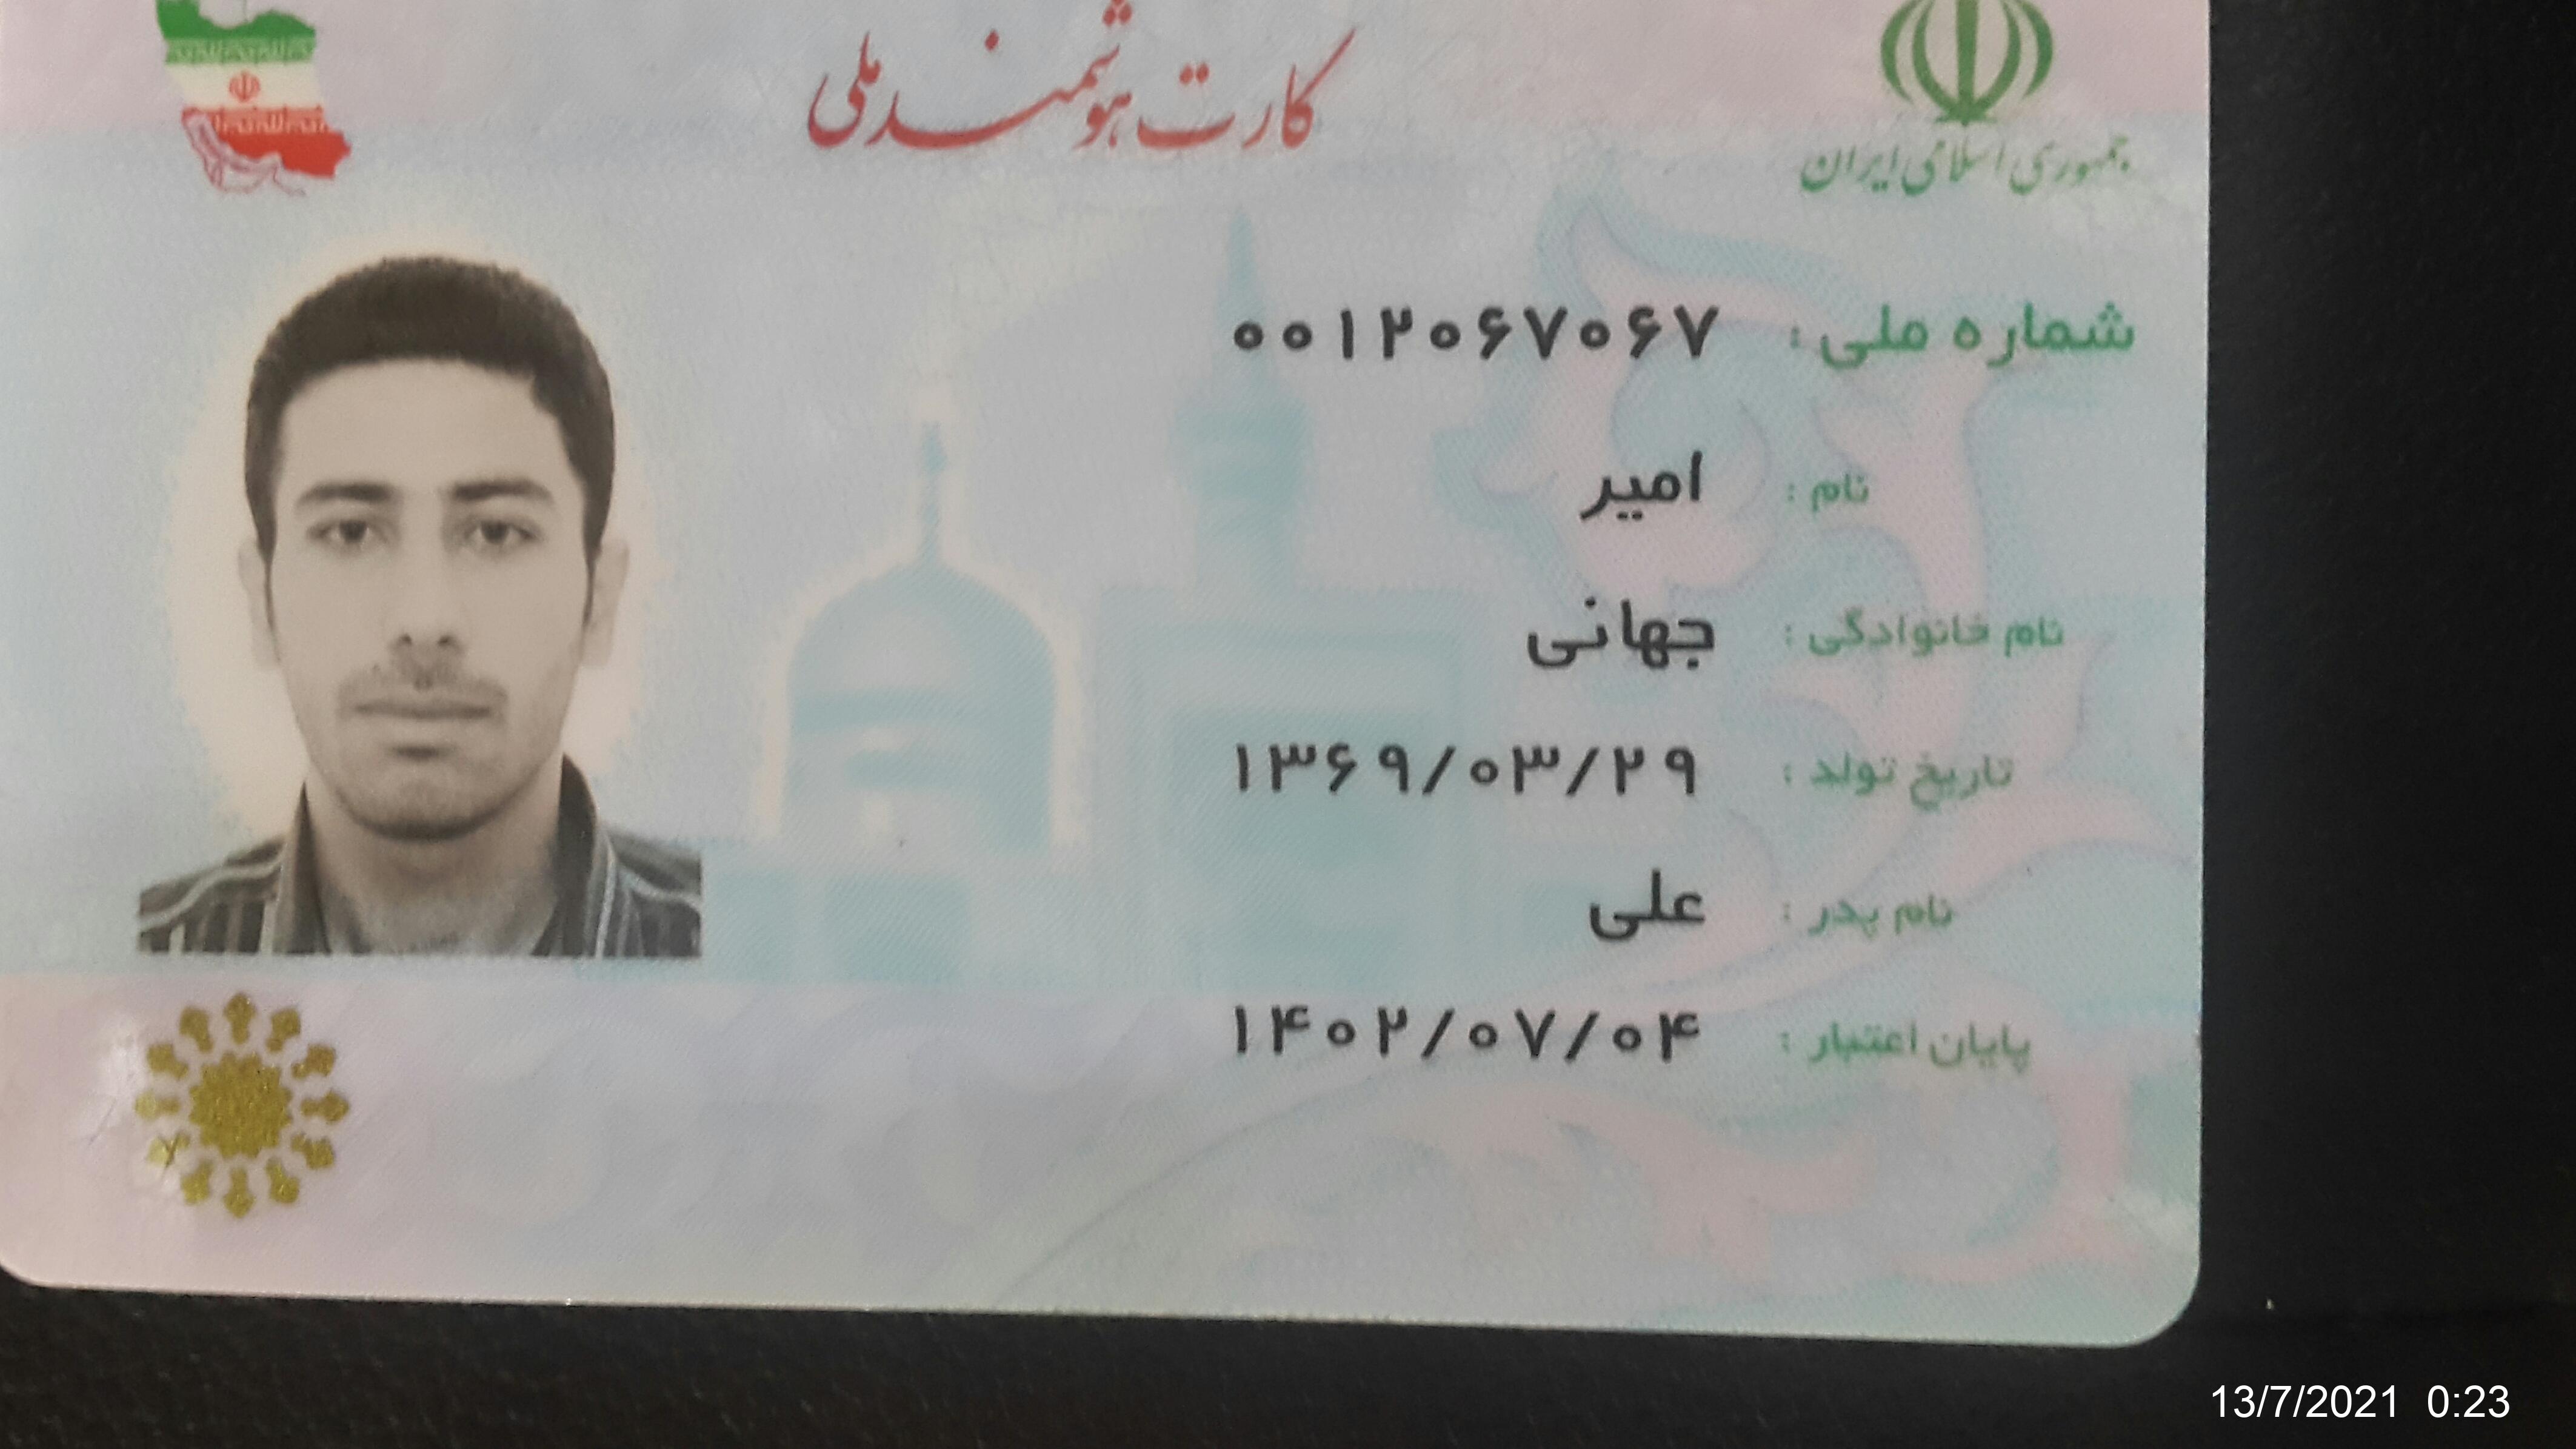 کارت هوشمند ملی
جمهوری اسلامی ایران
شماره ملی : ۰۰۱۲۰۶۷۰۶۷
نام : امیر
نام خانوادگی : جهانی
تاریخ تولد : ۱۳۶۹/۰۳/۲۹
نام پدر : علی
پایان اعتبار : ۱۴۰۲/۰۷/۰۴
13/7/2021 0:23